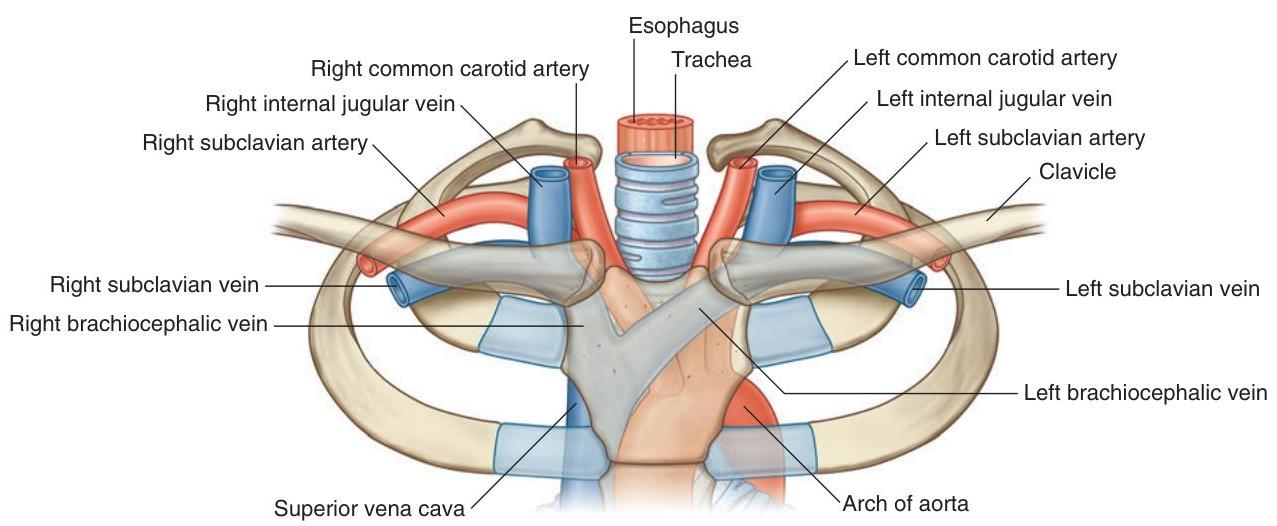 Esophagus
Trachea
Right common carotid artery
Left common carotid artery
Right internal jugular vein
Left internal jugular vein
Right subclavian artery
Left subclavian artery
Clavicle
Right subclavian vein
Left subclavian vein
Right brachiocephalic vein
Left brachiocephalic vein
Superior vena cava
Arch of aorta